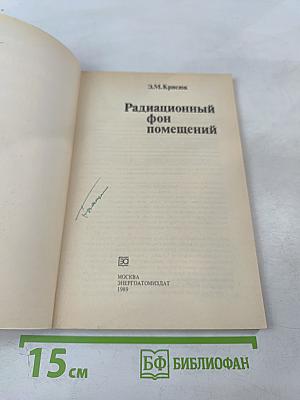 Э.М.Крисюк
Радиационный
фон
помещений
МОСКВА
ЭНЕРГОАТОМИЗДАТ
1989
15 см
БФ БИБЛИОФАН